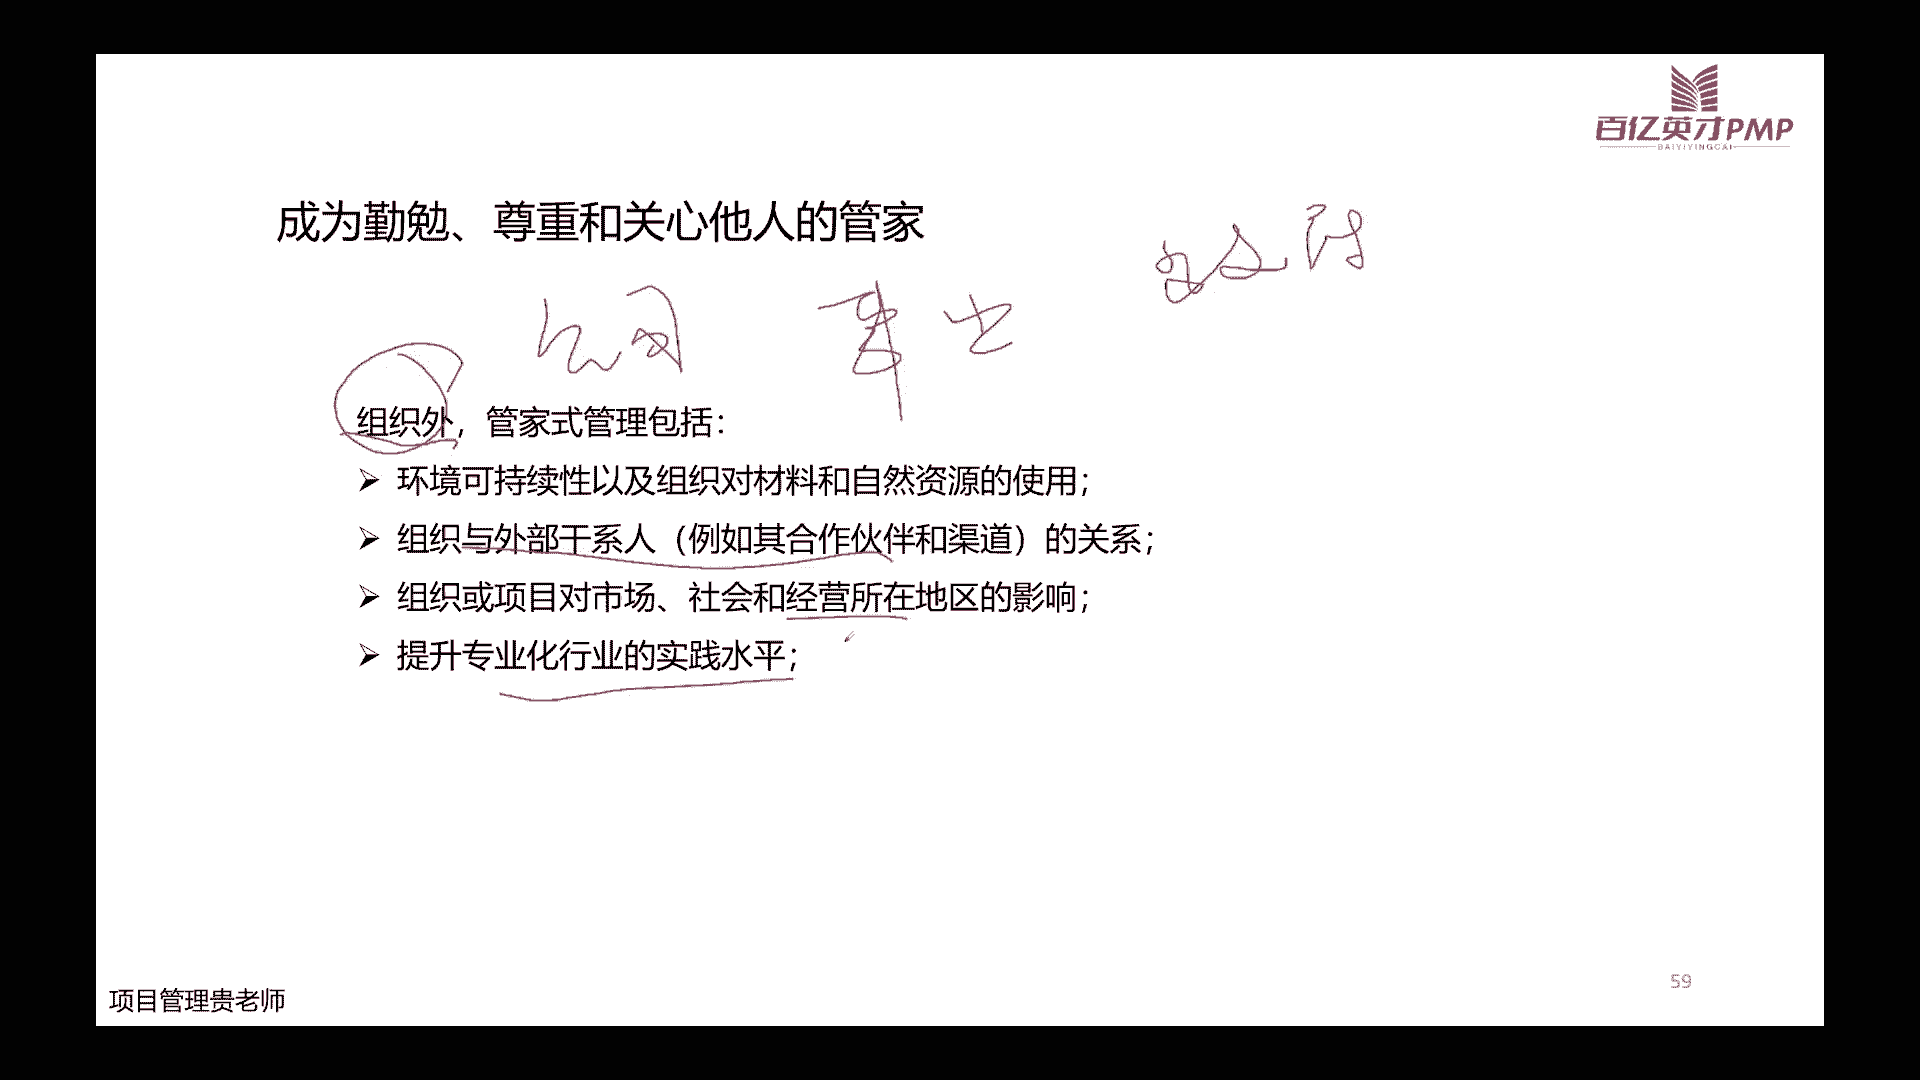 百亿英才PMP
BAIYIYINGCAI
成为勤勉、尊重和关心他人的管家
公司
组织外，管家式管理包括：
环境可持续性以及组织对材料和自然资源的使用；
组织与外部干系人（例如其合作伙伴和渠道）的关系；
组织或项目对市场、社会和经营所在地区的影响；
提升专业化行业的实践水平；
59
项目管理贵老师